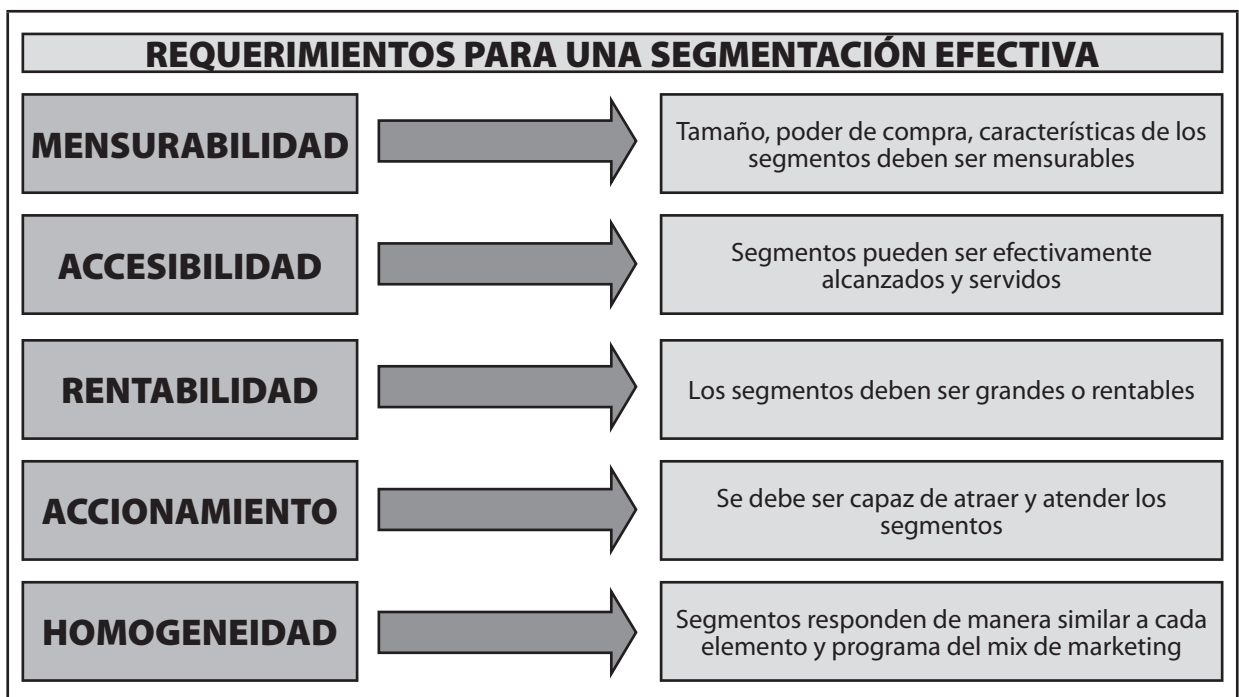 REQUERIMIENTOS PARA UNA SEGMENTACIÓN EFECTIVA
MENSURABILIDAD
Tamaño, poder de compra, característificas de los
segmentos deben ser mensurables
ACCESIBILIDAD
Segmentos pueden ser efectivamente
alcanzados y servidos
RENTABILIDAD
Los segmentos deben ser grandes o rentables
ACCIONAMIENTO
Se debe ser capaz de atraer y atender los
segmentos
HOMOGENEIDAD
Segmentos responden de manera similar a cada
elemento y programa del mix de marketing